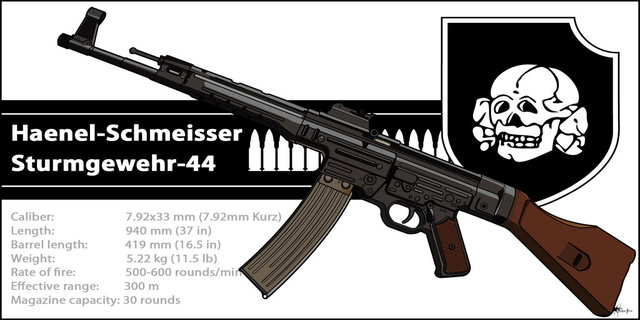 Haenel-Schmeisser
Sturmgewehr-44
Caliber: 7.92x33 mm (7.92mm Kurz)
Length: 940 mm (37 in)
Barrel length: 419 mm (16.5 in)
Weight: 5.22 kg (11.5 lb)
Rate of fire: 500-600 rounds/min
Effective range: 300 m
Magazine capacity: 30 rounds